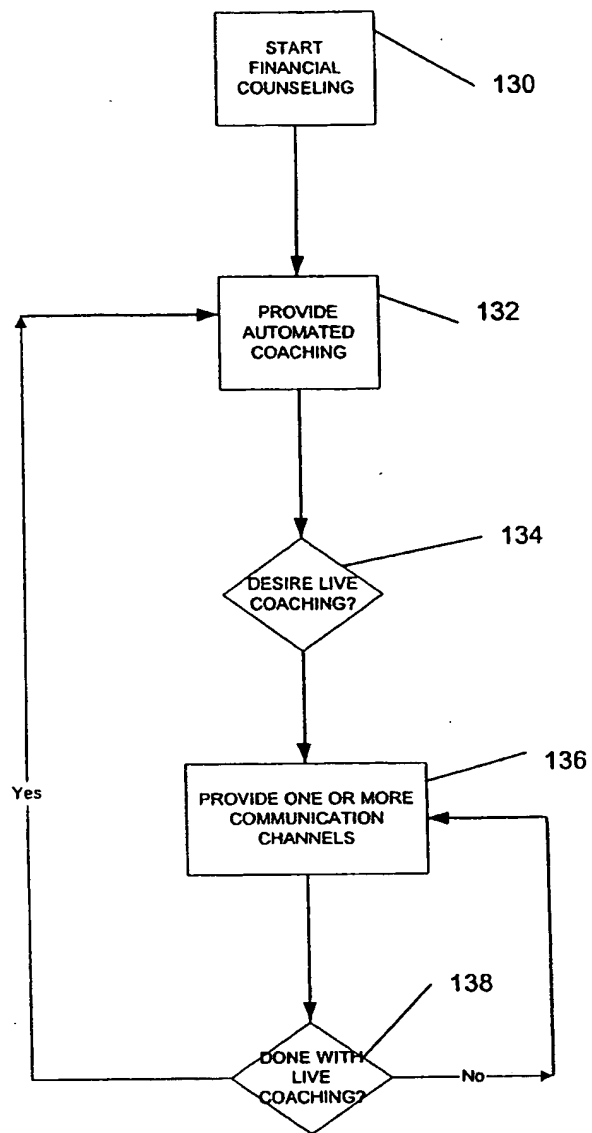 START
FINANCIAL
COUNSELING
130
PROVIDE
AUTOMATED
COACHING
132
134
DESIRE LIVE
COACHING?
136
PROVIDE ONE OR MORE
COMMUNICATION
CHANNELS
Yes
138
DONE WITH
LIVE
COACHING?
No